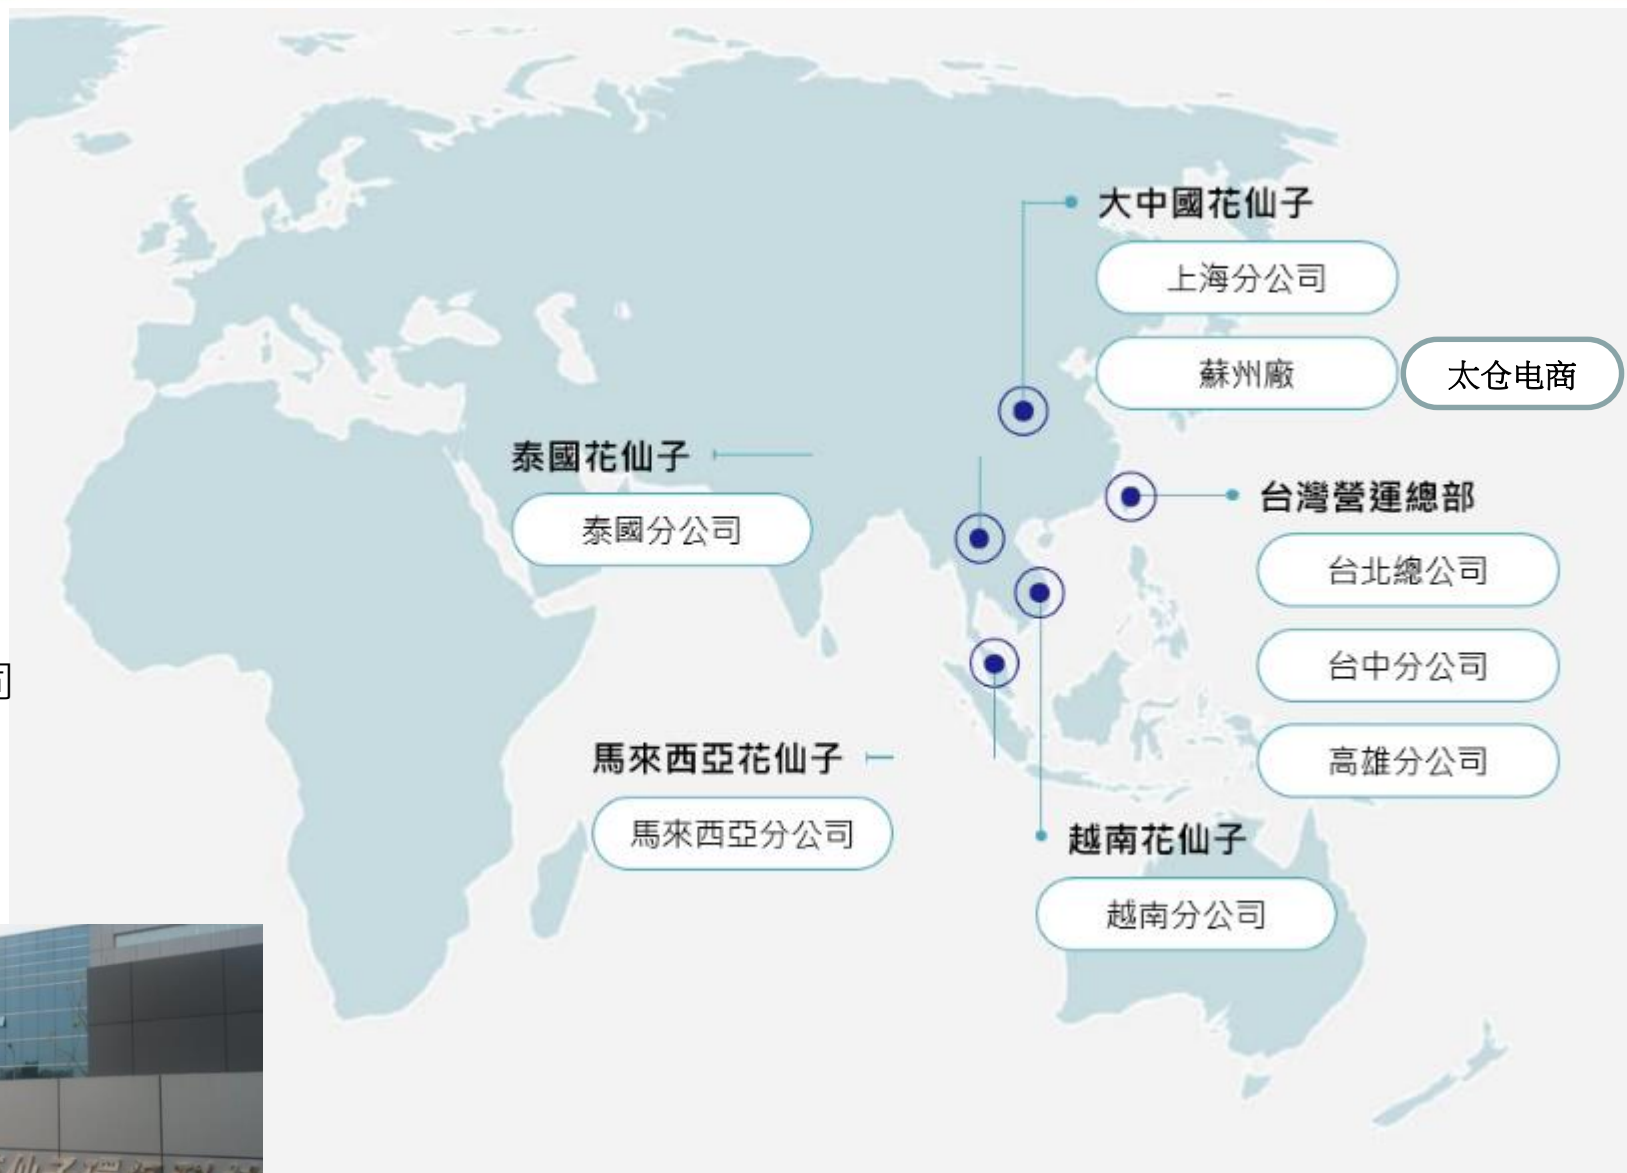 大中國花仙子
上海分公司
蘇州廠
太仓电商
泰國花仙子
泰國分公司
台灣營運總部
台北總公司
台中分公司
高雄分公司
馬來西亞花仙子
馬來西亞分公司
越南花仙子
越南分公司